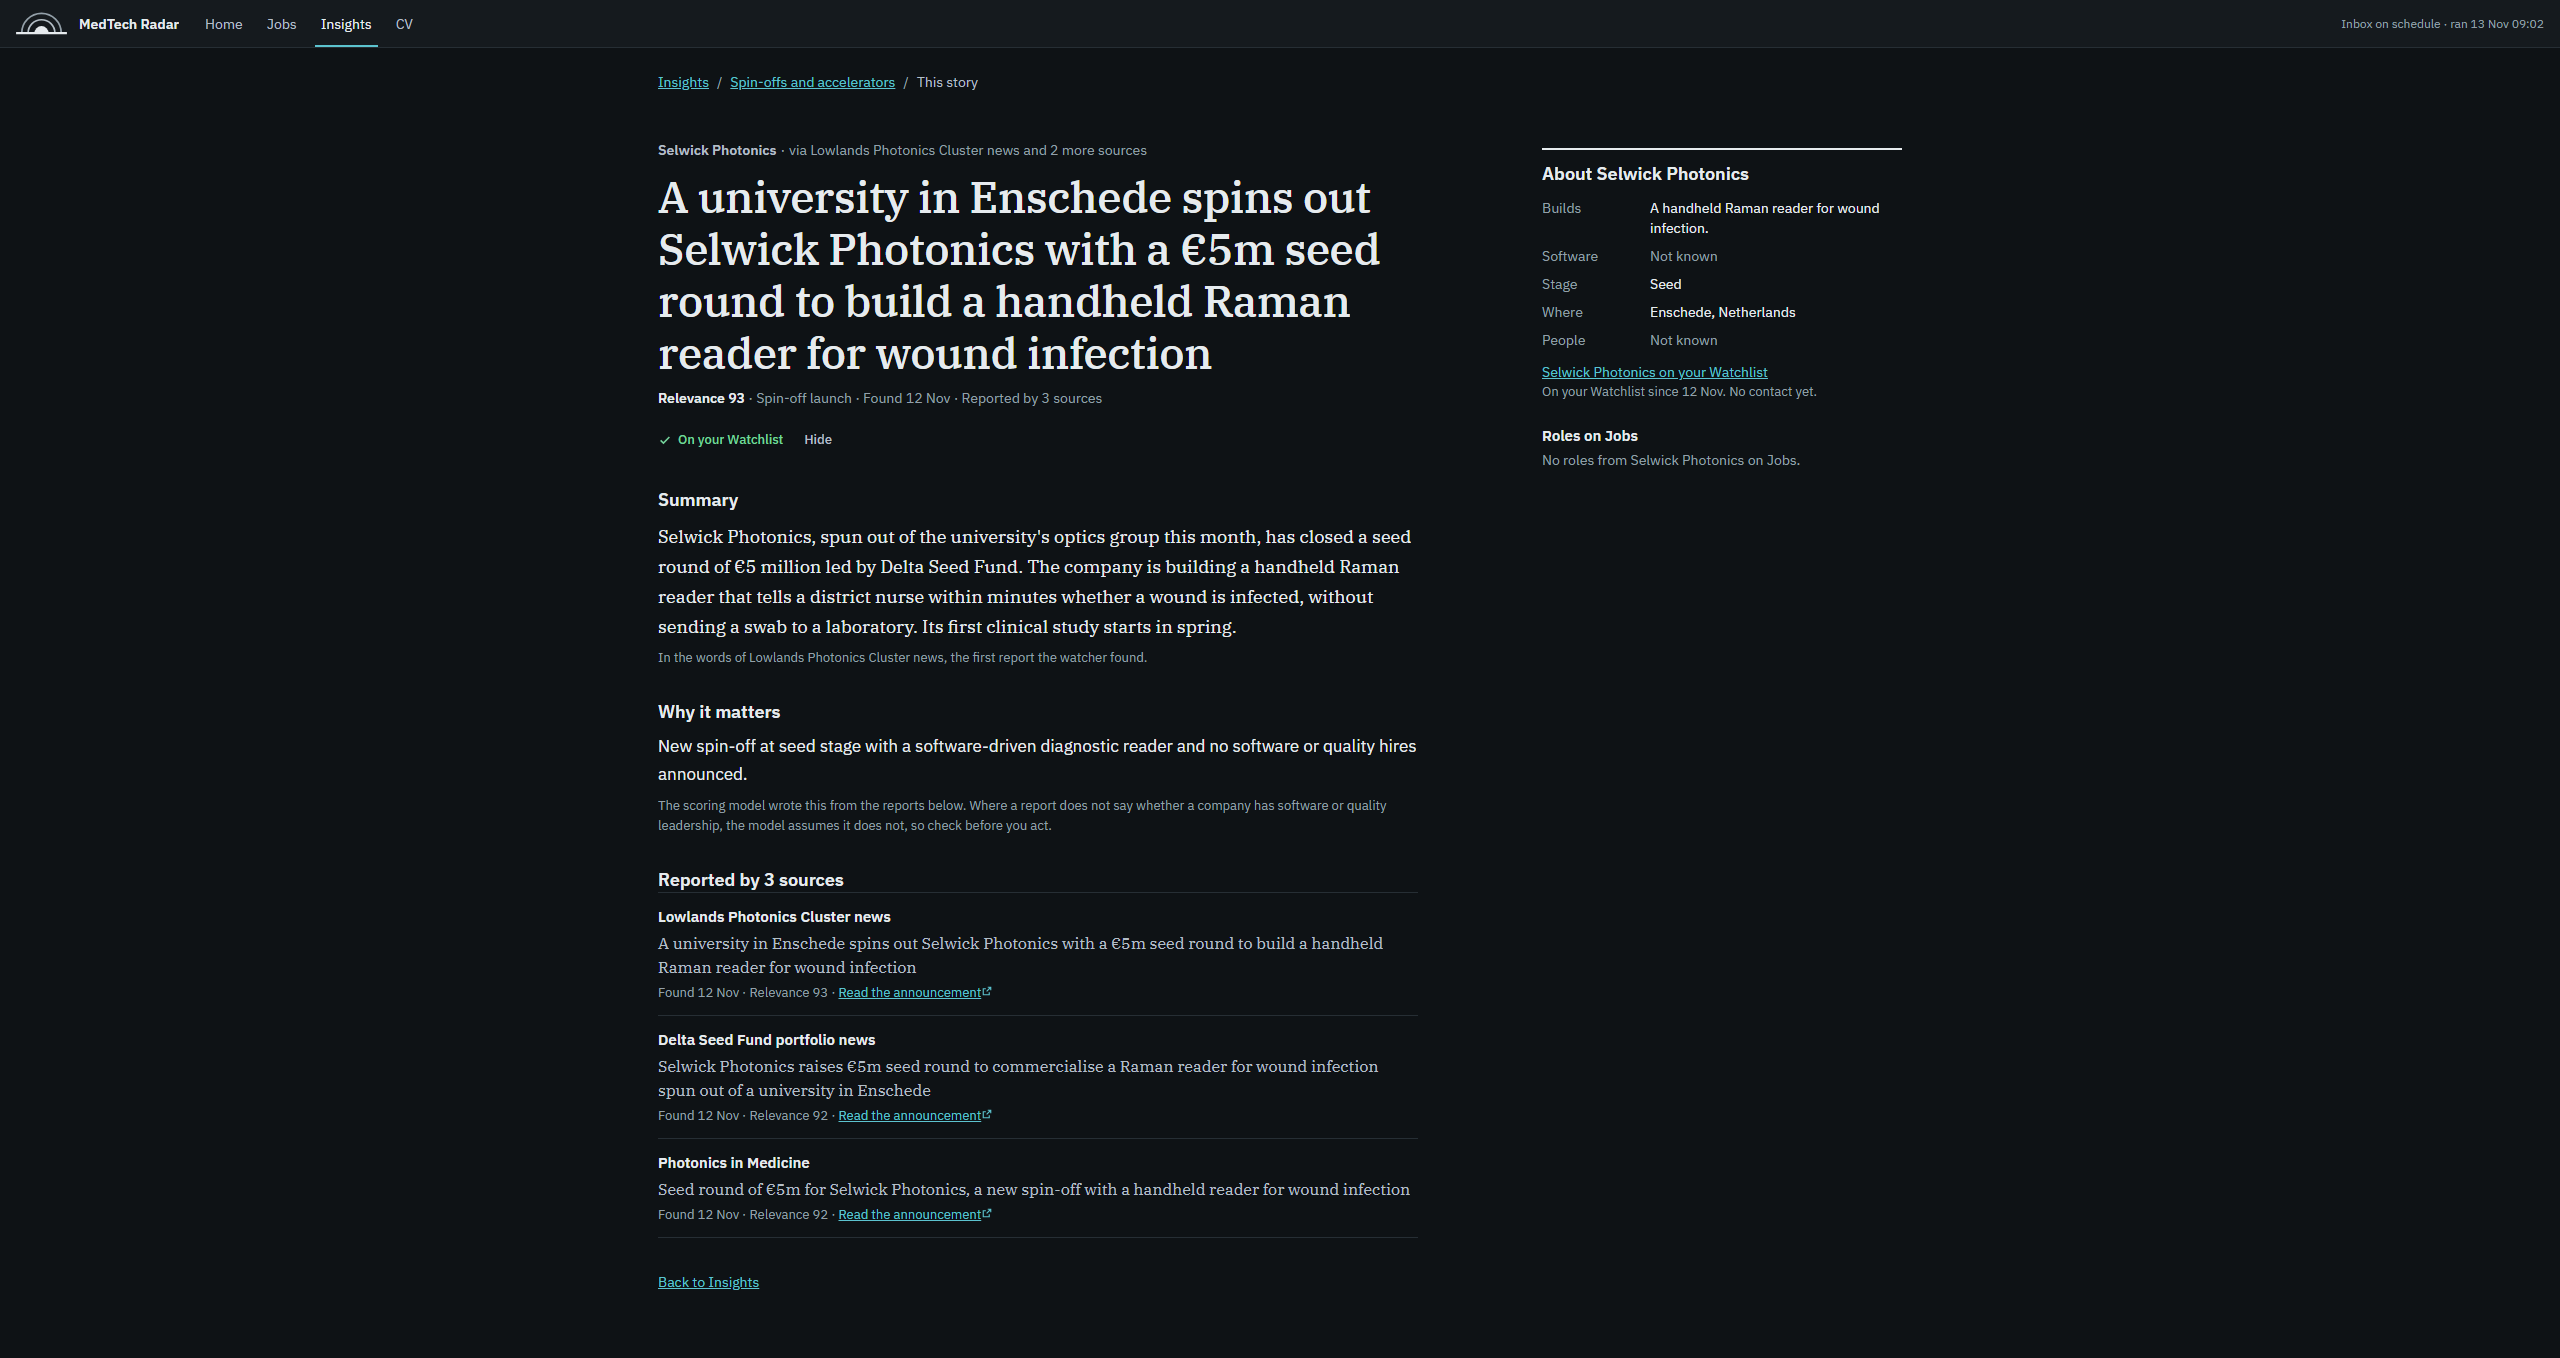 MedTech Radar
Home
Jobs
Insights
CV
Inbox on schedule · ran 13 Nov 09:02
Insights / Spin-offs and accelerators / This story
Selwick Photonics · via Lowlands Photonics Cluster news and 2 more sources
A university in Enschede spins out
Selwick Photonics with a €5m seed
round to build a handheld Raman
reader for wound infection
Relevance 93 · Spin-off launch · Found 12 Nov · Reported by 3 sources
On your Watchlist
Hide
Summary
Selwick Photonics, spun out of the university's optics group this month, has closed a seed
round of €5 million led by Delta Seed Fund. The company is building a handheld Raman
reader that tells a district nurse within minutes whether a wound is infected, without
sending a swab to a laboratory. Its first clinical study starts in spring.
In the words of Lowlands Photonics Cluster news, the first report the watcher found.
Why it matters
New spin-off at seed stage with a software-driven diagnostic reader and no software or quality hires
announced.
The scoring model wrote this from the reports below. Where a report does not say whether a company has software or quality
leadership, the model assumes it does not, so check before you act.
Reported by 3 sources
Lowlands Photonics Cluster news
A university in Enschede spins out Selwick Photonics with a €5m seed round to build a handheld
Raman reader for wound infection
Found 12 Nov · Relevance 93 · Read the announcement
Delta Seed Fund portfolio news
Selwick Photonics raises €5m seed round to commercialise a Raman reader for wound infection
spun out of a university in Enschede
Found 12 Nov · Relevance 92 · Read the announcement
Photonics in Medicine
Seed round of €5m for Selwick Photonics, a new spin-off with a handheld reader for wound infection
Found 12 Nov · Relevance 92 · Read the announcement
Back to Insights
About Selwick Photonics
Builds
A handheld Raman reader for wound
infection.
Software
Not known
Stage
Seed
Where
Enschede, Netherlands
People
Not known
Selwick Photonics on your Watchlist
On your Watchlist since 12 Nov. No contact yet.
Roles on Jobs
No roles from Selwick Photonics on Jobs.